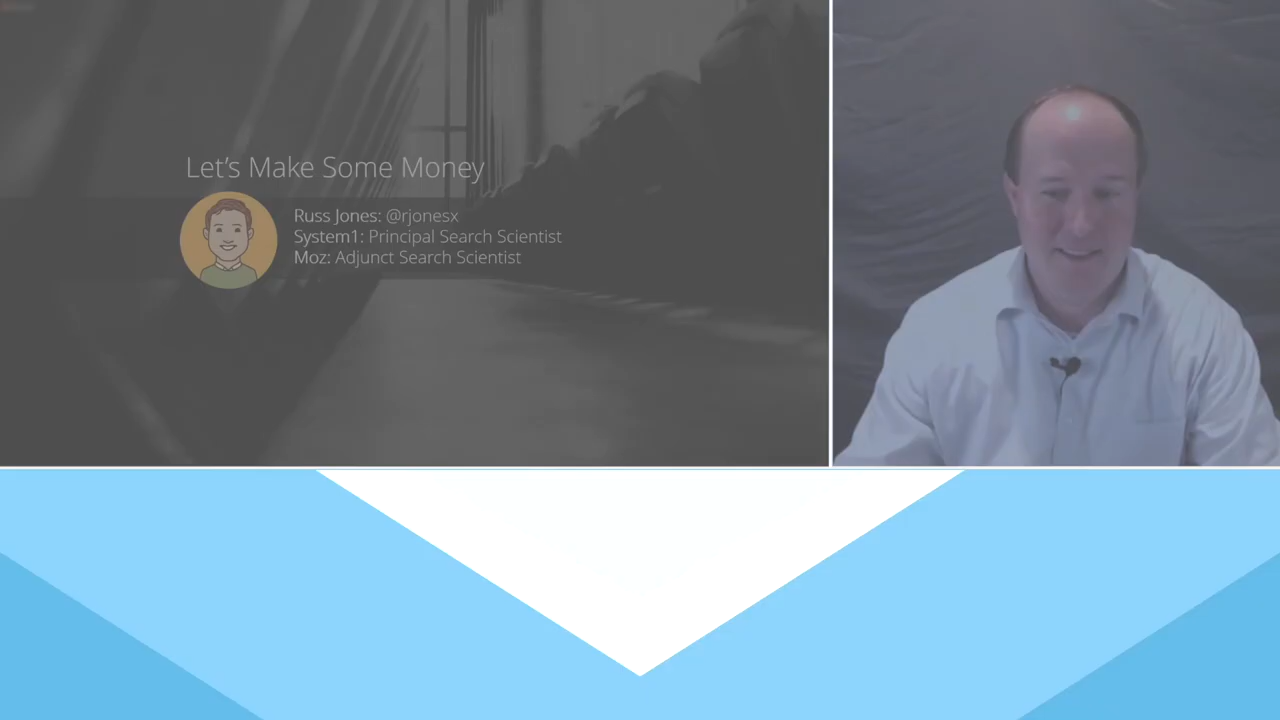 Let's Make Some Money
Russ Jones: @rjonesx
System1: Principal Search Scientist
Moz: Adjunct Search Scientist